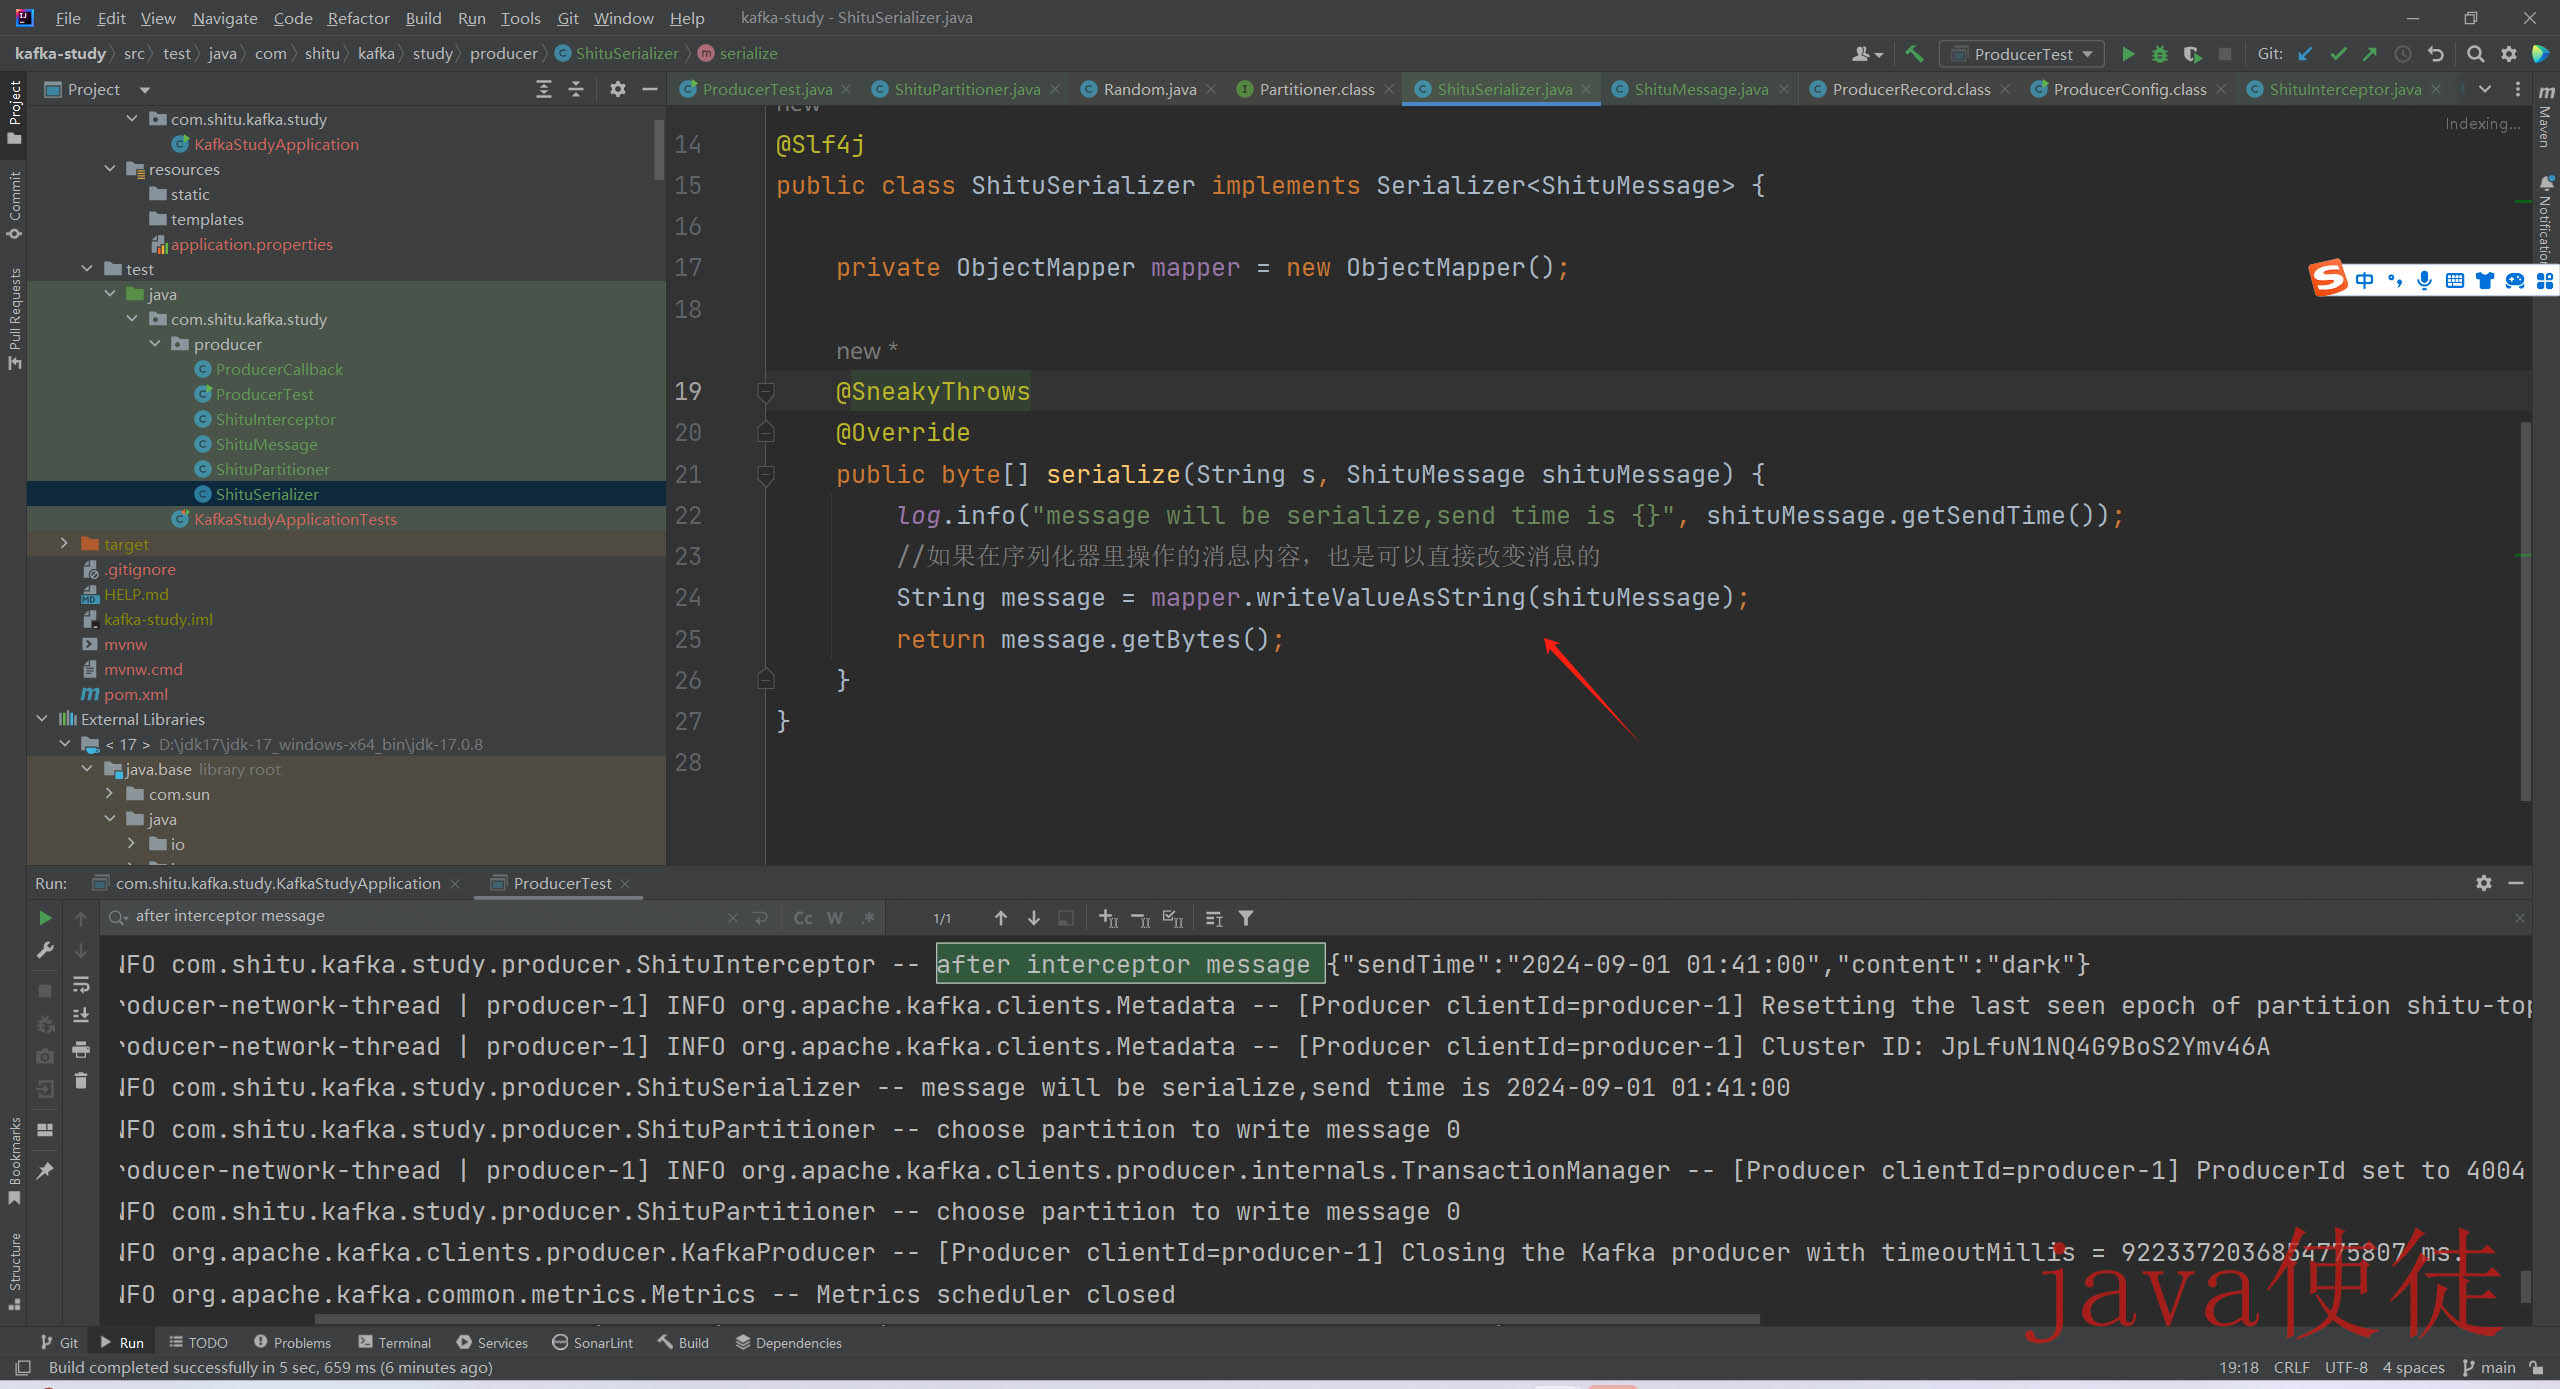 File Edit View Navigate Code Refactor Build Run Tools Git Window Help kafka-study - ShituSerializer.java
kafka-study src test java com shitu kafka study producer ShituSerializer serialize
ProducerTest Git:
Project
ProducerTest.java ShituPartitioner.java Random.java Partitioner.class ShituSerializer.java ShituMessage.java ProducerRecord.class ProducerConfig.class ShituInterceptor.java
Project
Commit
Pull Requests
Bookmarks
Structure
Maven
Notifications
com.shitu.kafka.study
KafkaStudyApplication
resources
static
templates
application.properties
test
java
com.shitu.kafka.study
producer
ProducerCallback
ProducerTest
ShituInterceptor
ShituMessage
ShituPartitioner
ShituSerializer
KafkaStudyApplicationTests
target
.gitignore
HELP.md
kafka-study.iml
mvnw
mvnw.cmd
pom.xml
External Libraries
< 17 > D:\jdk17\jdk-17_windows-x64_bin\jdk-17.0.8
java.base library root
com.sun
java
io
Indexing...
new *
14 @Slf4j
15 public class ShituSerializer implements Serializer<ShituMessage> {
16
17 private ObjectMapper mapper = new ObjectMapper();
18
new *
19 @SneakyThrows
20 @Override
21 public byte[] serialize(String s, ShituMessage shituMessage) {
22 log.info("message will be serialize,send time is {}", shituMessage.getSendTime());
23 //如果在序列化器里操作的消息内容，也是可以直接改变消息的
24 String message = mapper.writeValueAsString(shituMessage);
25 return message.getBytes();
26 }
27 }
28
中
Run: com.shitu.kafka.study.KafkaStudyApplication ProducerTest
after interceptor message Cc W .* 1/1
NFO com.shitu.kafka.study.producer.ShituInterceptor -- after interceptor message {"sendTime":"2024-09-01 01:41:00","content":"dark"}
roducer-network-thread | producer-1] INFO org.apache.kafka.clients.Metadata -- [Producer clientId=producer-1] Resetting the last seen epoch of partition shitu-top
roducer-network-thread | producer-1] INFO org.apache.kafka.clients.Metadata -- [Producer clientId=producer-1] Cluster ID: JpLfuN1NQ4G9BoS2Ymv46A
NFO com.shitu.kafka.study.producer.ShituSerializer -- message will be serialize,send time is 2024-09-01 01:41:00
NFO com.shitu.kafka.study.producer.ShituPartitioner -- choose partition to write message 0
roducer-network-thread | producer-1] INFO org.apache.kafka.clients.producer.internals.TransactionManager -- [Producer clientId=producer-1] ProducerId set to 4004
NFO com.shitu.kafka.study.producer.ShituPartitioner -- choose partition to write message 0
NFO org.apache.kafka.clients.producer.KafkaProducer -- [Producer clientId=producer-1] Closing the Kafka producer with timeoutMillis = 9223372036854775807 ms.
NFO org.apache.kafka.common.metrics.Metrics -- Metrics scheduler closed
java使徒
Git Run TODO Problems Terminal Services SonarLint Build Dependencies
Build completed successfully in 5 sec, 659 ms (6 minutes ago) 19:18 CRLF UTF-8 4 spaces main